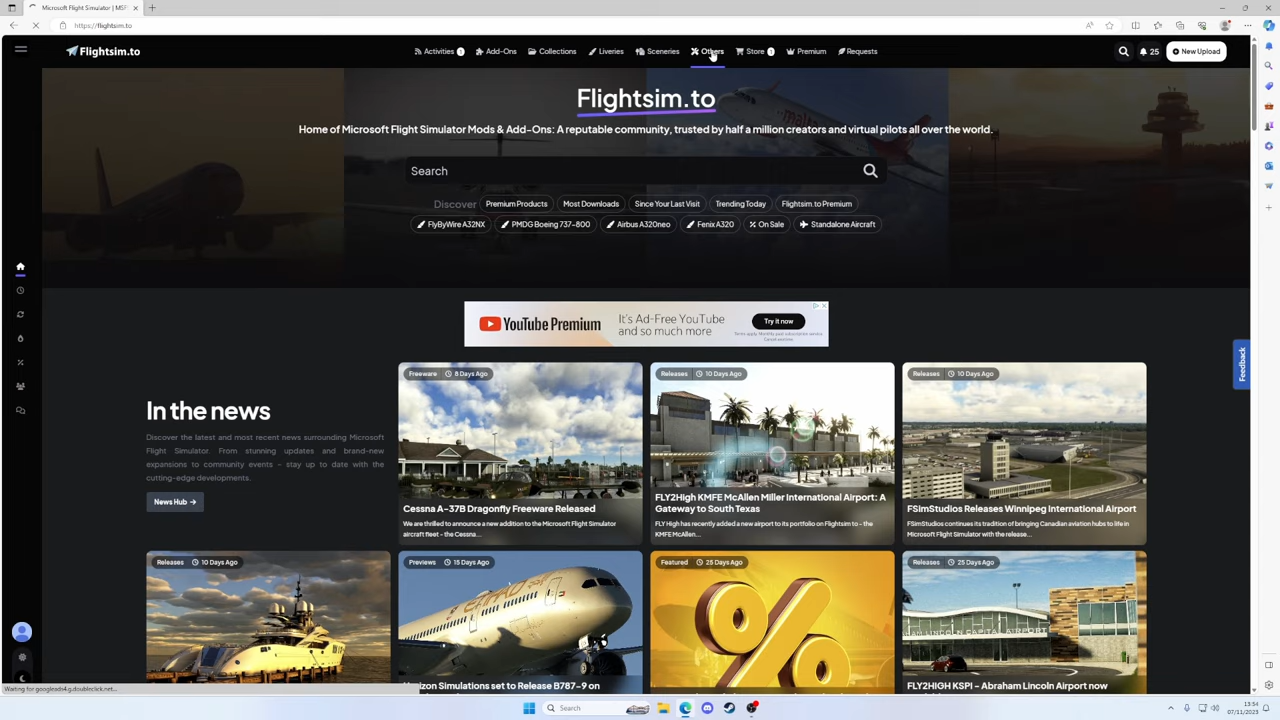 Microsoft Flight Simulator | MSF
https://flightsim.to
Flightsim.to
Activities 1 Add-Ons Collections Liveries Sceneries Others Store 1 Premium Requests
25
New Upload
Flightsim.to
Home of Microsoft Flight Simulator Mods & Add-Ons: A reputable community, trusted by half a million creators and virtual pilots all over the world.
Search
Discover Premium Products Most Downloads Since Your Last Visit Trending Today Flightsim.to Premium
FlyByWire A32NX PMDG Boeing 737-800 Airbus A320neo Fenix A320 On Sale Standalone Aircraft
YouTube Premium
It's Ad-Free YouTube
and so much more
Try it now
Feedback
In the news
Discover the latest and most recent news surrounding Microsoft
Flight Simulator. From stunning updates and brand-new
expansions to community events - stay up to date with the
cutting-edge developments.
News Hub →
Freeware 8 Days Ago
Cessna A-37B Dragonfly Freeware Released
We are thrilled to announce a new addition to the Microsoft Flight Simulator
aircraft fleet - the Cessna...
Releases 10 Days Ago
FLY2High KMFE McAllen Miller International Airport: A
Gateway to South Texas
FLY High has recently added a new airport to its portfolio on Flightsim to - the
KMFE McAllen...
Releases 10 Days Ago
FSimStudios Releases Winnipeg International Airport
FSimStudios continues its tradition of bringing Canadian aviation hubs to life in
Microsoft Flight Simulator with the release...
Releases 10 Days Ago
Previews 15 Days Ago
Horizon Simulations set to Release B787-9 on
Featured 25 Days Ago
Releases 25 Days Ago
FLY2HIGH KSPI - Abraham Lincoln Airport now
Waiting for googleads4.g.doubleclick.net...
Search
13:54
07/11/2023